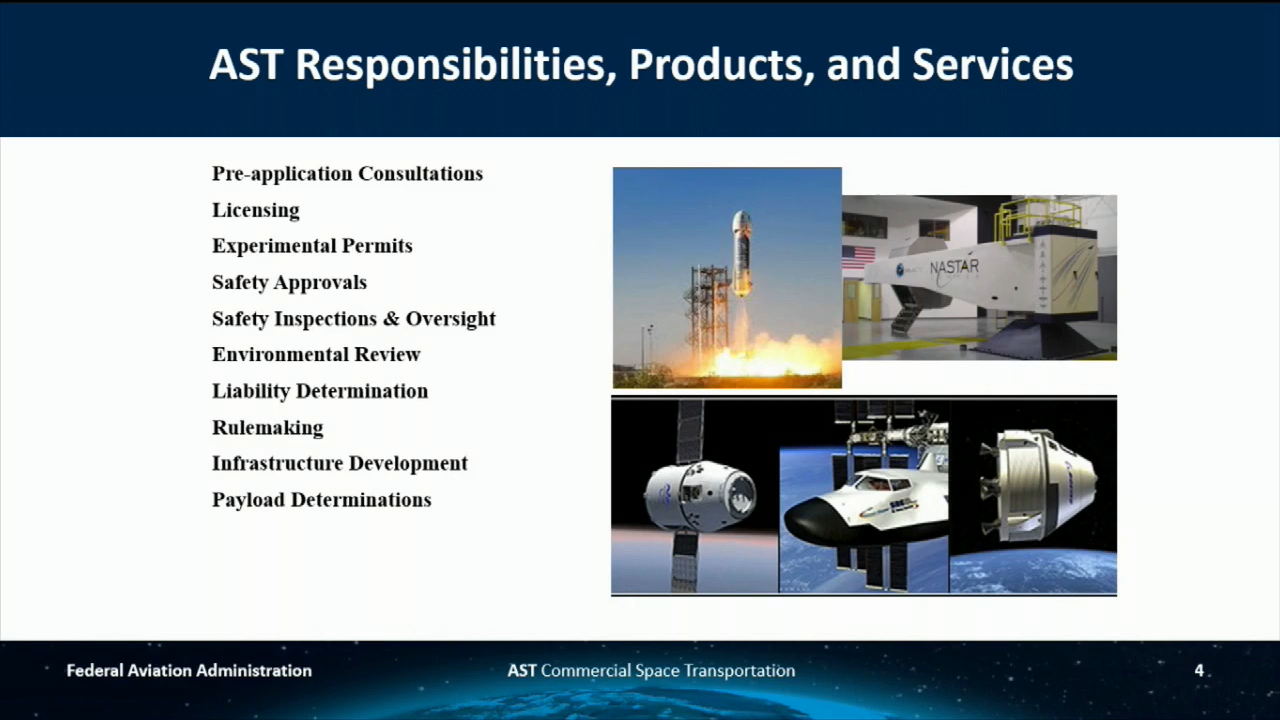 AST Responsibilities, Products, and Services
Pre-application Consultations
Licensing
Experimental Permits
Safety Approvals
Safety Inspections & Oversight
Environmental Review
Liability Determination
Rulemaking
Infrastructure Development
Payload Determinations
NASTAR
Federal Aviation Administration
AST Commercial Space Transportation
4